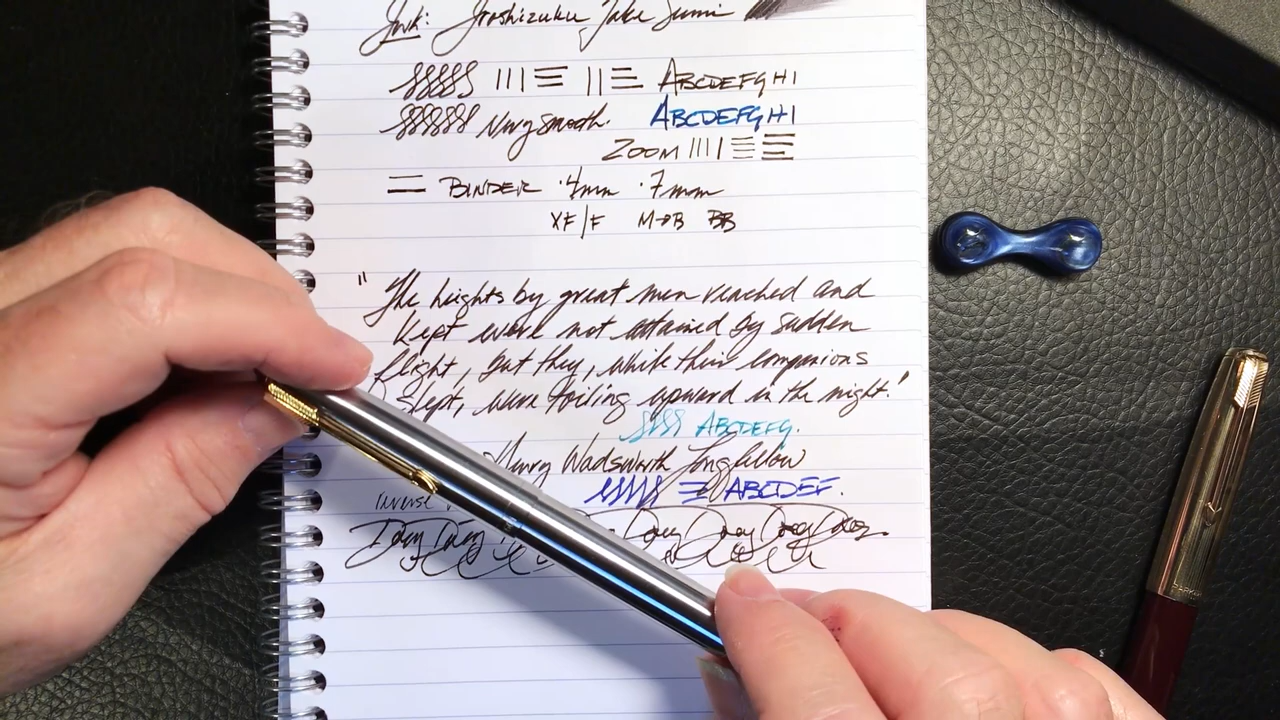 Ink: Iroshizuku Take Sumi
ABCDEFGHI
Very smooth. ABCDEFGHI
ZOOM
BINDER .4mm .7mm
XF/F M→B BB
"The heights by great men reached and
kept were not attained by sudden
flight, but they, while their companions
slept, were toiling upward in the night."
ABCDEFG.
Henry Wadsworth Longfellow
ABCDEF.
Inverse